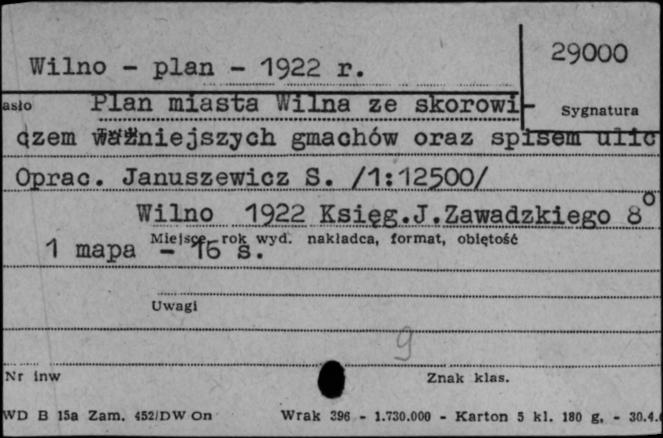 Wilno - plan - 1922 r.
29000
asło Plan miasta Wilna ze skorowi-
Sygnatura
dzem ważniejszych gmachów oraz spisem ulic
Oprac. Januszewicz S. /1:12500/
Wilno 1922 Księg.J.Zawadzkiego 8°
Miejsce, rok wyd. nakładca, format, objętość
1 mapa - 16 s.
Uwagi
9
Nr inw
Znak klas.
WD B 15a Zam. 452/DW On Wrak 396 - 1.730.000 - Karton 5 kl. 180 g. - 30.4.